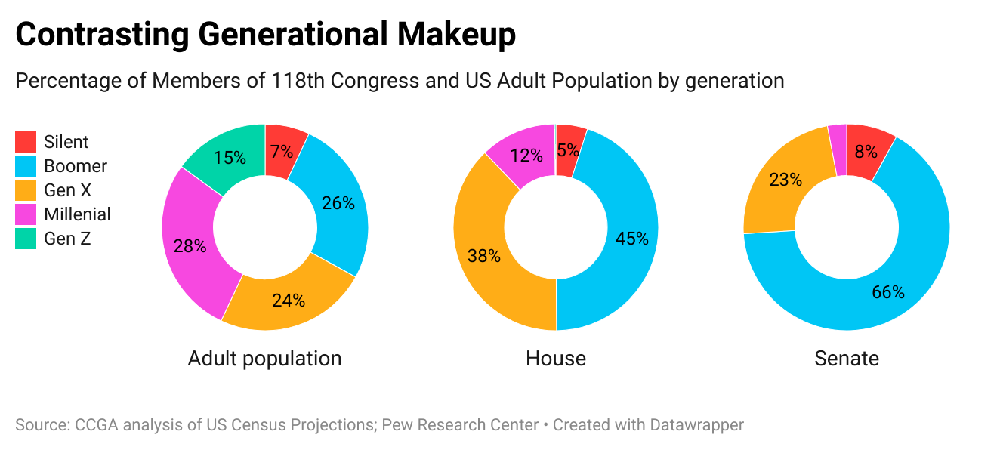 Contrasting Generational Makeup
Percentage of Members of 118th Congress and US Adult Population by generation
Silent
Boomer
Gen X
Millenial
Gen Z
7%
26%
24%
28%
15%
Adult population
5%
45%
38%
12%
House
8%
66%
23%
Senate
Source: CCGA analysis of US Census Projections; Pew Research Center • Created with Datawrapper